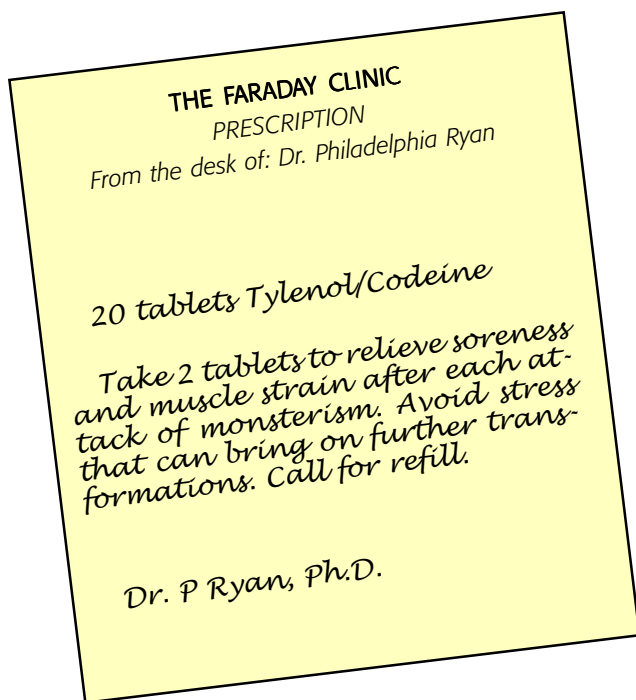 THE FARADAY CLINIC
PRESCRIPTION
From the desk of: Dr. Philadelphia Ryan
20 tablets Tylenol/Codeine
Take 2 tablets to relieve soreness
and muscle strain after each at-
tack of monsterism. Avoid stress
that can bring on further trans-
formations. Call for refill.
Dr. P Ryan, Ph.D.